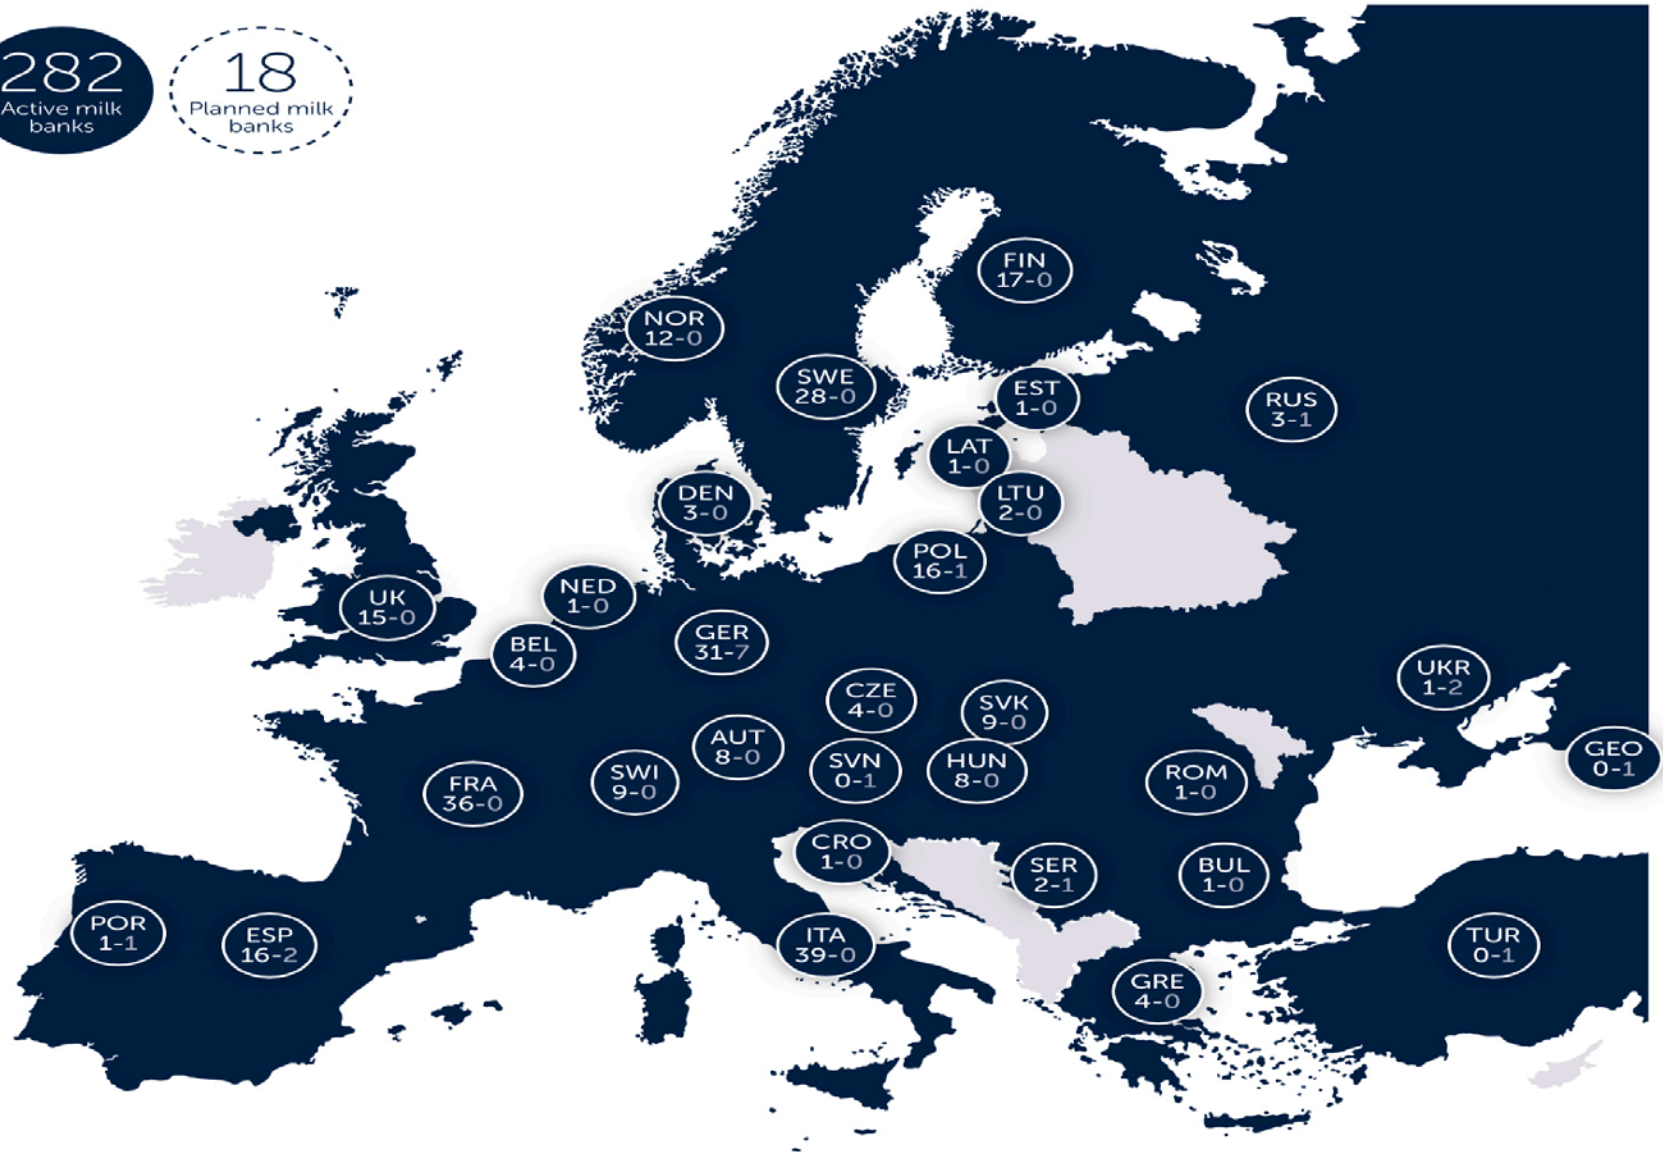 282
Active milk
banks
18
Planned milk
banks
FIN
17-0
NOR
12-0
SWE
28-0
EST
1-0
RUS
3-1
LAT
1-0
DEN
3-0
LTU
2-0
POL
16-1
NED
1-0
UK
15-0
GER
31-7
BEL
4-0
UKR
1-2
CZE
4-0
SVK
9-0
AUT
8-0
GEO
0-1
SVN
0-1
HUN
8-0
FRA
36-0
SWI
9-0
ROM
1-0
CRO
1-0
SER
2-1
BUL
1-0
POR
1-1
ESP
16-2
ITA
39-0
TUR
0-1
GRE
4-0